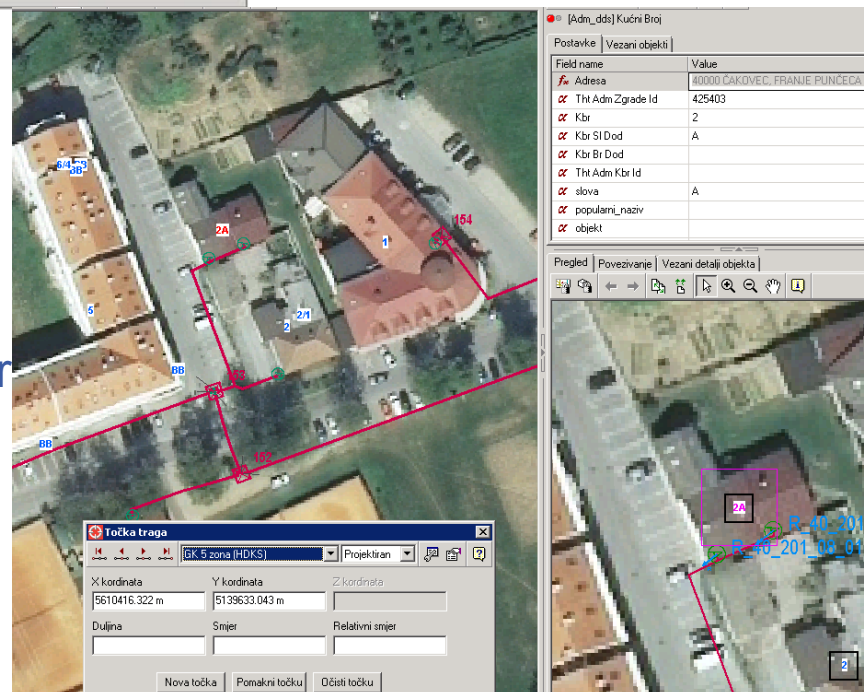 [Adm_dds] Kućni Broj
Postavke Vezani objekti
Field name Value
Adresa 40000 ČAKOVEC, FRANJE PUNČECA
Tht Adm Zgrade Id 425403
Kbr 2
Kbr Sl Dod A
Kbr Br Dod
Tht Adm Kbr Id
slova A
popularni_naziv
objekt
Pregled Povezivanje Vezani detalji objekta
2A
154
1
5
2/1
2
BB
BB
152
2A
R_40_201
2
Točka traga
GK 5 zona (HDKS) Projektiran
X kordinata Y kordinata Z kordinata
5610416.322 m 5139633.043 m
Duljina Smjer Relativni smjer
Nova točka Pomakni točku Očisti točku